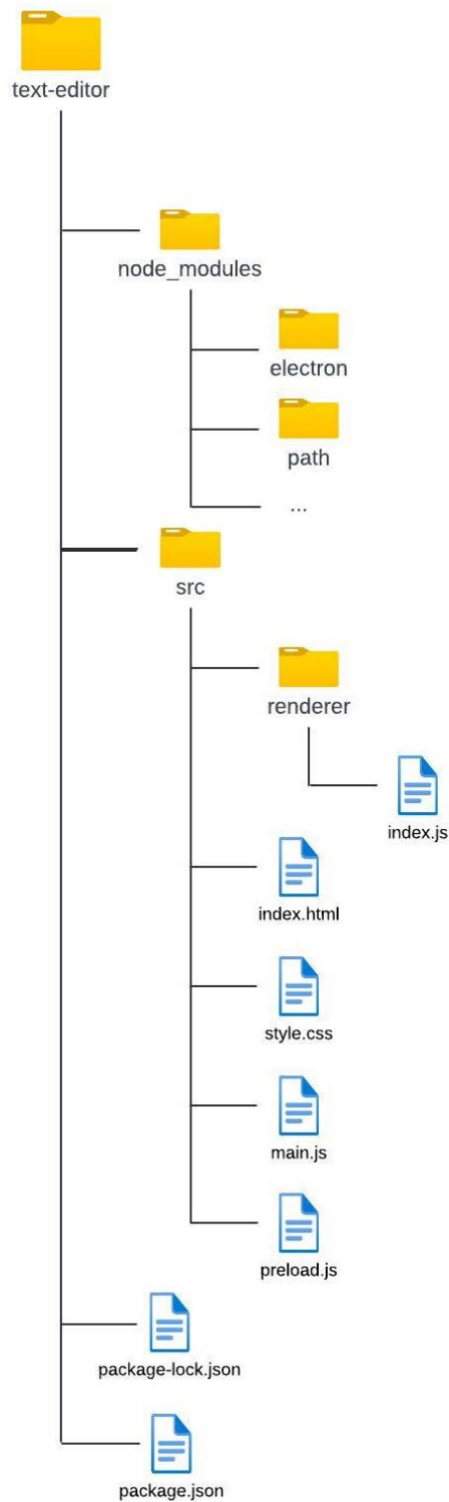 text-editor
node_modules
electron
path
...
src
renderer
index.js
index.html
style.css
main.js
preload.js
package-lock.json
package.json